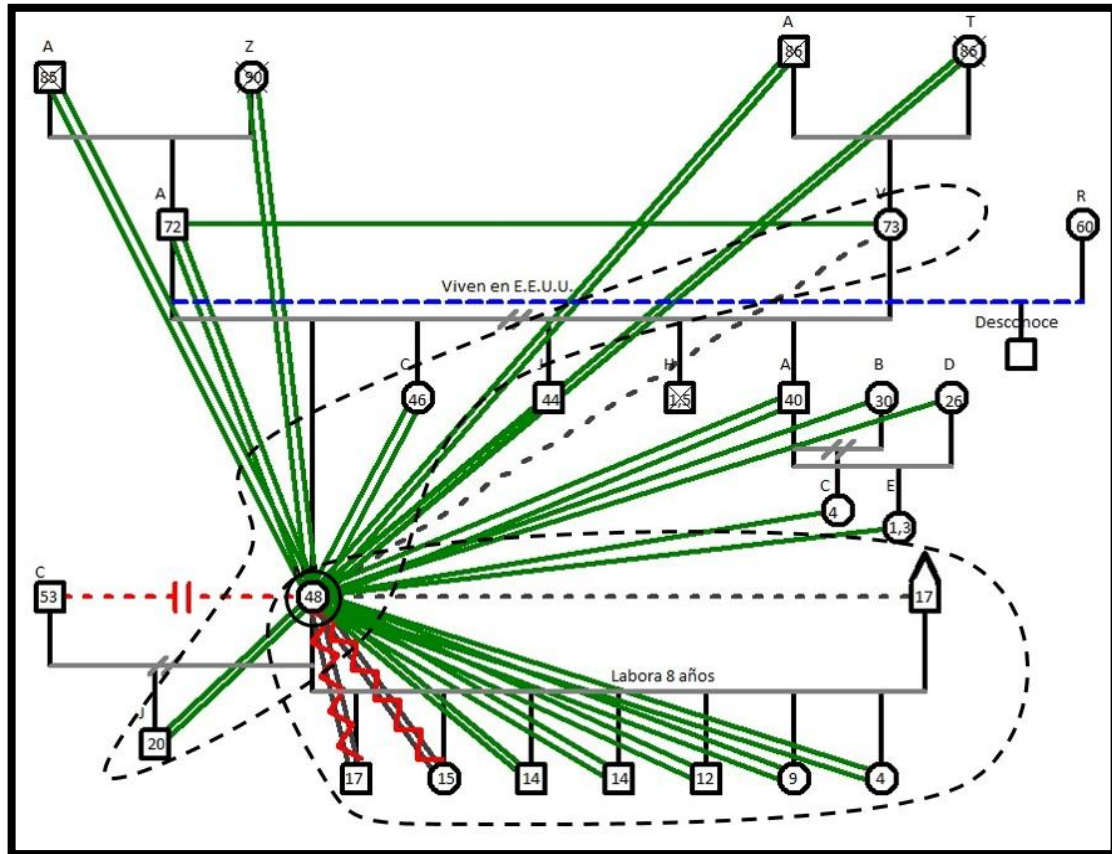 A Z A T
85 90 86 86
A V R
72 73 60
Viven en E.E.U.U.
Desconoce
C J H A B D
46 44 1,5 40 30 26
C E
4 1,3
C
53 48 17
Labora 8 años
J
20
17 15 14 14 12 9 4